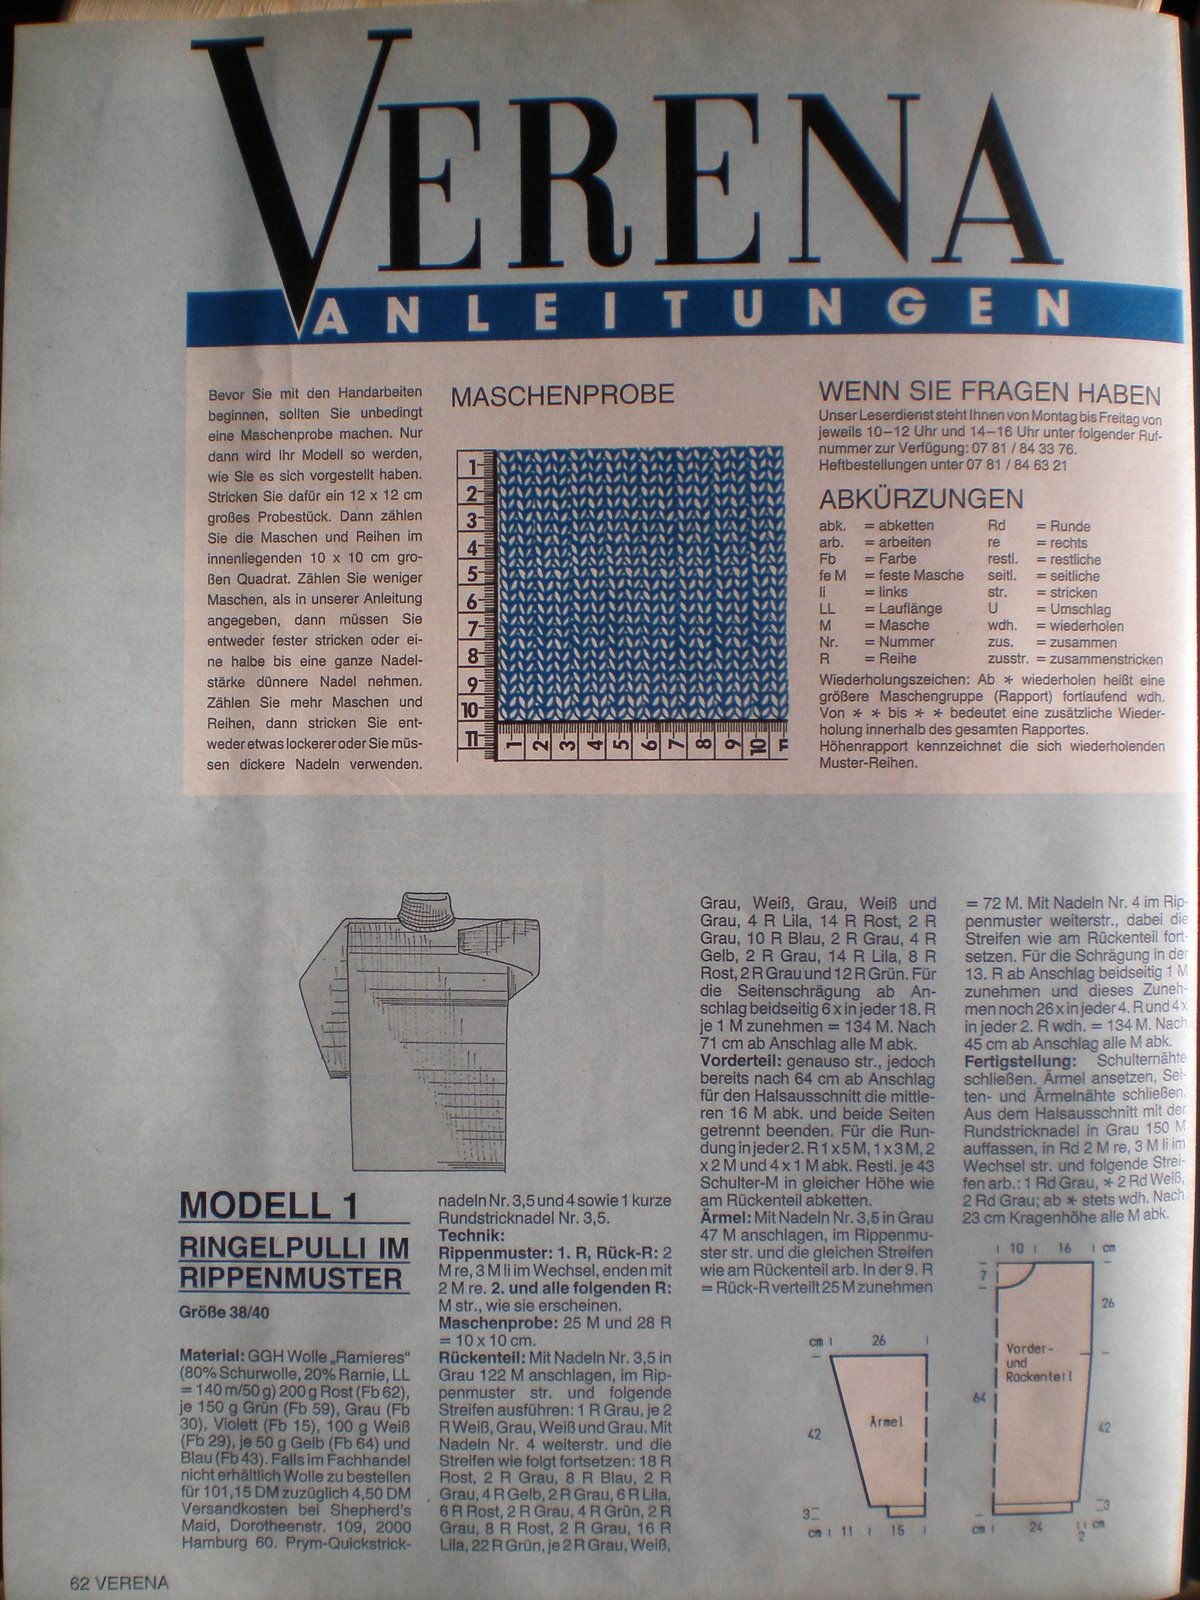 VERENA
ANLEITUNGEN
Bevor Sie mit den Handarbeiten
beginnen, sollten Sie unbedingt
eine Maschenprobe machen. Nur
dann wird Ihr Modell so werden,
wie Sie es sich vorgestellt haben.
Stricken Sie dafür ein 12 x 12 cm
großes Probestück. Dann zählen
Sie die Maschen und Reihen im
innenliegenden 10 x 10 cm gro-
ßen Quadrat. Zählen Sie weniger
Maschen, als in unserer Anleitung
angegeben, dann müssen Sie
entweder fester stricken oder ei-
ne halbe bis eine ganze Nadel-
stärke dünnere Nadel nehmen.
Zählen Sie mehr Maschen und
Reihen, dann stricken Sie ent-
weder etwas lockerer oder Sie müs-
sen dickere Nadeln verwenden.
MASCHENPROBE
1
2
3
4
5
6
7
8
9
10
11
1 2 3 4 5 6 7 8 9 10 11
WENN SIE FRAGEN HABEN
Unser Leserdienst steht Ihnen von Montag bis Freitag von
jeweils 10–12 Uhr und 14–16 Uhr unter folgender Ruf-
nummer zur Verfügung: 07 81 / 84 33 76.
Heftbestellungen unter 07 81 / 84 63 21
ABKÜRZUNGEN
abk. = abketten
arb. = arbeiten
Fb = Farbe
fe M = feste Masche
li = links
LL = Lauflänge
M = Masche
Nr. = Nummer
R = Reihe
Rd = Runde
re = rechts
restl. = restliche
seitl. = seitliche
str. = stricken
U = Umschlag
wdh. = wiederholen
zus. = zusammen
zusstr. = zusammenstricken
Wiederholungszeichen: Ab * wiederholen heißt eine
größere Maschengruppe (Rapport) fortlaufend wdh.
Von * * bis * * bedeutet eine zusätzliche Wieder-
holung innerhalb des gesamten Rapportes.
Höhenrapport kennzeichnet die sich wiederholenden
Muster-Reihen.
MODELL 1
RINGELPULLI IM
RIPPENMUSTER
Größe 38/40
Material: GGH Wolle „Ramieres“
(80% Schurwolle, 20% Ramie, LL
= 140 m/50 g) 200 g Rost (Fb 62),
je 150 g Grün (Fb 59), Grau (Fb
30), Violett (Fb 15), 100 g Weiß
(Fb 29), je 50 g Gelb (Fb 64) und
Blau (Fb 43). Falls im Fachhandel
nicht erhältlich Wolle zu bestellen
für 101,15 DM zuzüglich 4,50 DM
Versandkosten bei Shepherd's
Maid, Dorotheenstr. 109, 2000
Hamburg 60. Prym-Quickstrick-
nadeln Nr. 3,5 und 4 sowie 1 kurze
Rundstricknadel Nr. 3,5.
Technik:
Rippenmuster: 1. R, Rück-R: 2
M re, 3 M li im Wechsel, enden mit
2 M re. 2. und alle folgenden R:
M str., wie sie erscheinen.
Maschenprobe: 25 M und 28 R
= 10 x 10 cm.
Rückenteil: Mit Nadeln Nr. 3,5 in
Grau 122 M anschlagen, im Rip-
penmuster str. und folgende
Streifen ausführen: 1 R Grau, je 2
R Weiß, Grau, Weiß und Grau. Mit
Nadeln Nr. 4 weiterstr. und die
Streifen wie folgt fortsetzen: 18 R
Rost, 2 R Grau, 8 R Blau, 2 R
Grau, 4 R Gelb, 2 R Grau, 6 R Lila,
6 R Rost, 2 R Grau, 4 R Grün, 2 R
Grau, 8 R Rost, 2 R Grau, 16 R
Lila, 22 R Grün, je 2 R Grau, Weiß,
Grau, Weiß, Grau, Weiß und
Grau, 4 R Lila, 14 R Rost, 2 R
Grau, 10 R Blau, 2 R Grau, 4 R
Gelb, 2 R Grau, 14 R Lila, 8 R
Rost, 2 R Grau und 12 R Grün. Für
die Seitenschrägung ab An-
schlag beidseitig 6 x in jeder 18. R
je 1 M zunehmen = 134 M. Nach
71 cm ab Anschlag alle M abk.
Vorderteil: genauso str., jedoch
bereits nach 64 cm ab Anschlag
für den Halsausschnitt die mittle-
ren 16 M abk. und beide Seiten
getrennt beenden. Für die Run-
dung in jeder 2. R 1 x 5 M, 1 x 3 M, 2
x 2 M und 4 x 1 M abk. Restl. je 43
Schulter-M in gleicher Höhe wie
am Rückenteil abketten.
Ärmel: Mit Nadeln Nr. 3,5 in Grau
47 M anschlagen, im Rippenmu-
ster str. und die gleichen Streifen
wie am Rückenteil arb. In der 9. R
= Rück-R verteilt 25 M zunehmen
= 72 M. Mit Nadeln Nr. 4 im Rip-
penmuster weiterstr., dabei die
Streifen wie am Rückenteil fort-
setzen. Für die Schrägung in der
13. R ab Anschlag beidseitig 1 M
zunehmen und dieses Zuneh-
men noch 26 x in jeder 4. R und 4 x
in jeder 2. R wdh. = 134 M. Nach
45 cm ab Anschlag alle M abk.
Fertigstellung: Schulternähte
schließen. Ärmel ansetzen, Sei-
ten- und Ärmelnähte schließen.
Aus dem Halsausschnitt mit der
Rundstricknadel in Grau 150 M
auffassen, in Rd 2 M re, 3 M li im
Wechsel str. und folgende Strei-
fen arb.: 1 Rd Grau, * 2 Rd Weiß,
2 Rd Grau; ab * stets wdh. Nach
23 cm Kragenhöhe alle M abk.
cm 26
Ärmel
42
3
cm 11 15
10 16 cm
7
26
Vorder-
und
Rückenteil
64
42
3
cm 24 2 cm
62 VERENA